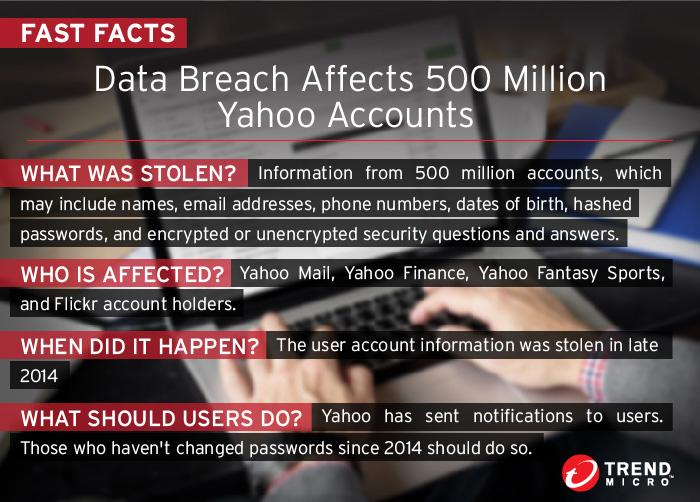 FAST FACTS
Data Breach Affects 500 Million
Yahoo Accounts
WHAT WAS STOLEN? Information from 500 million accounts, which
may include names, email addresses, phone numbers, dates of birth, hashed
passwords, and encrypted or unencrypted security questions and answers.
WHO IS AFFECTED? Yahoo Mail, Yahoo Finance, Yahoo Fantasy Sports,
and Flickr account holders.
WHEN DID IT HAPPEN? The user account information was stolen in late
2014
WHAT SHOULD USERS DO? Yahoo has sent notifications to users.
Those who haven't changed passwords since 2014 should do so.
TREND
MICRO™